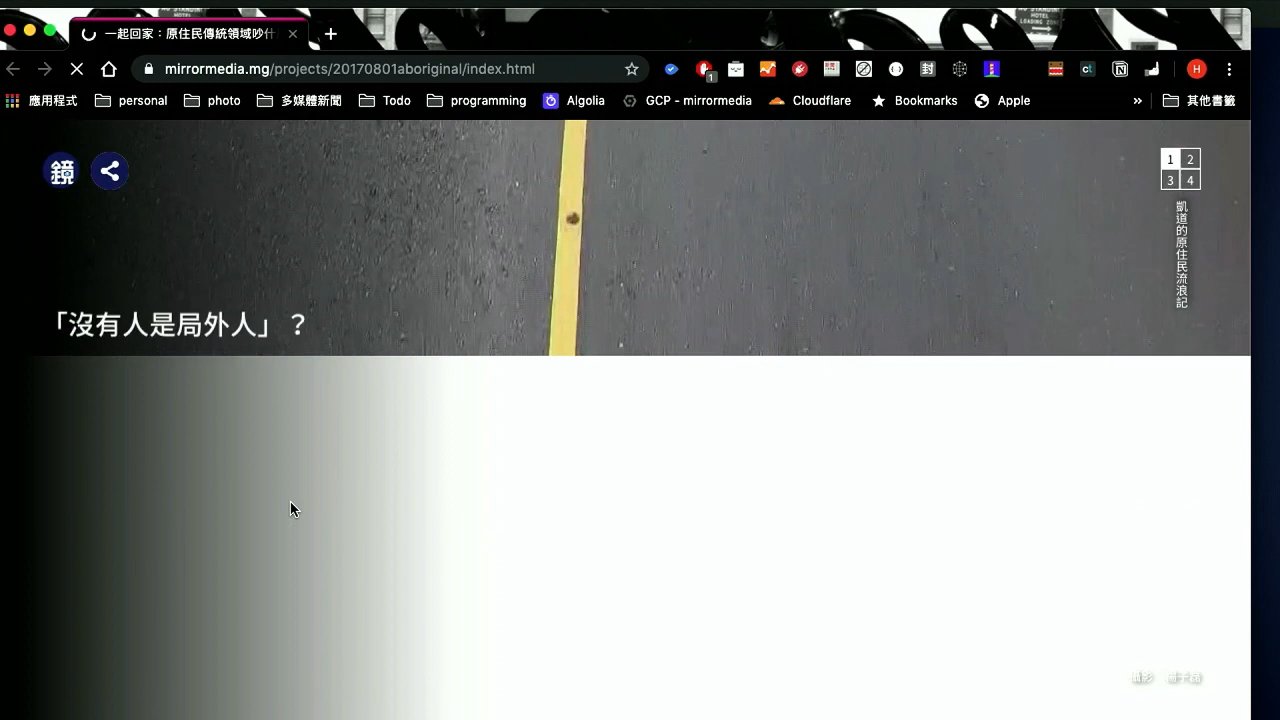 一起回家：原住民傳統領域吵什
mirrormedia.mg/projects/20170801aboriginal/index.html
1
H
應用程式 personal photo 多媒體新聞 Todo programming Algolia GCP - mirrormedia Cloudflare Bookmarks Apple » 其他書籤
鏡
1 2
3 4
凱道的原住民流浪記
「沒有人是局外人」？
攝影